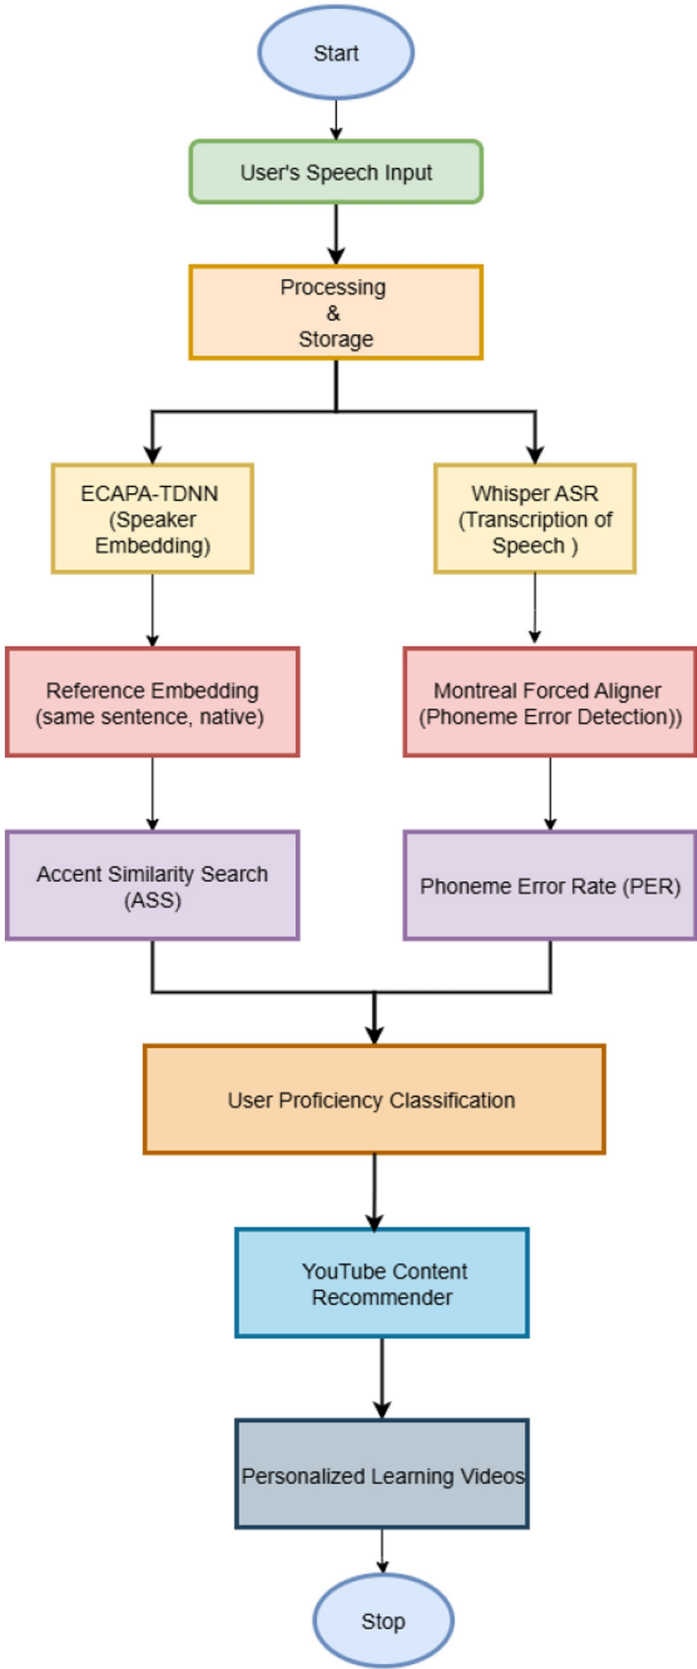 Start
User's Speech Input
Processing
&
Storage
ECAPA-TDNN
(Speaker
Embedding)
Whisper ASR
(Transcription of
Speech )
Reference Embedding
(same sentence, native)
Montreal Forced Aligner
(Phoneme Error Detection))
Accent Similarity Search
(ASS)
Phoneme Error Rate (PER)
User Proficiency Classification
YouTube Content
Recommender
Personalized Learning Videos
Stop